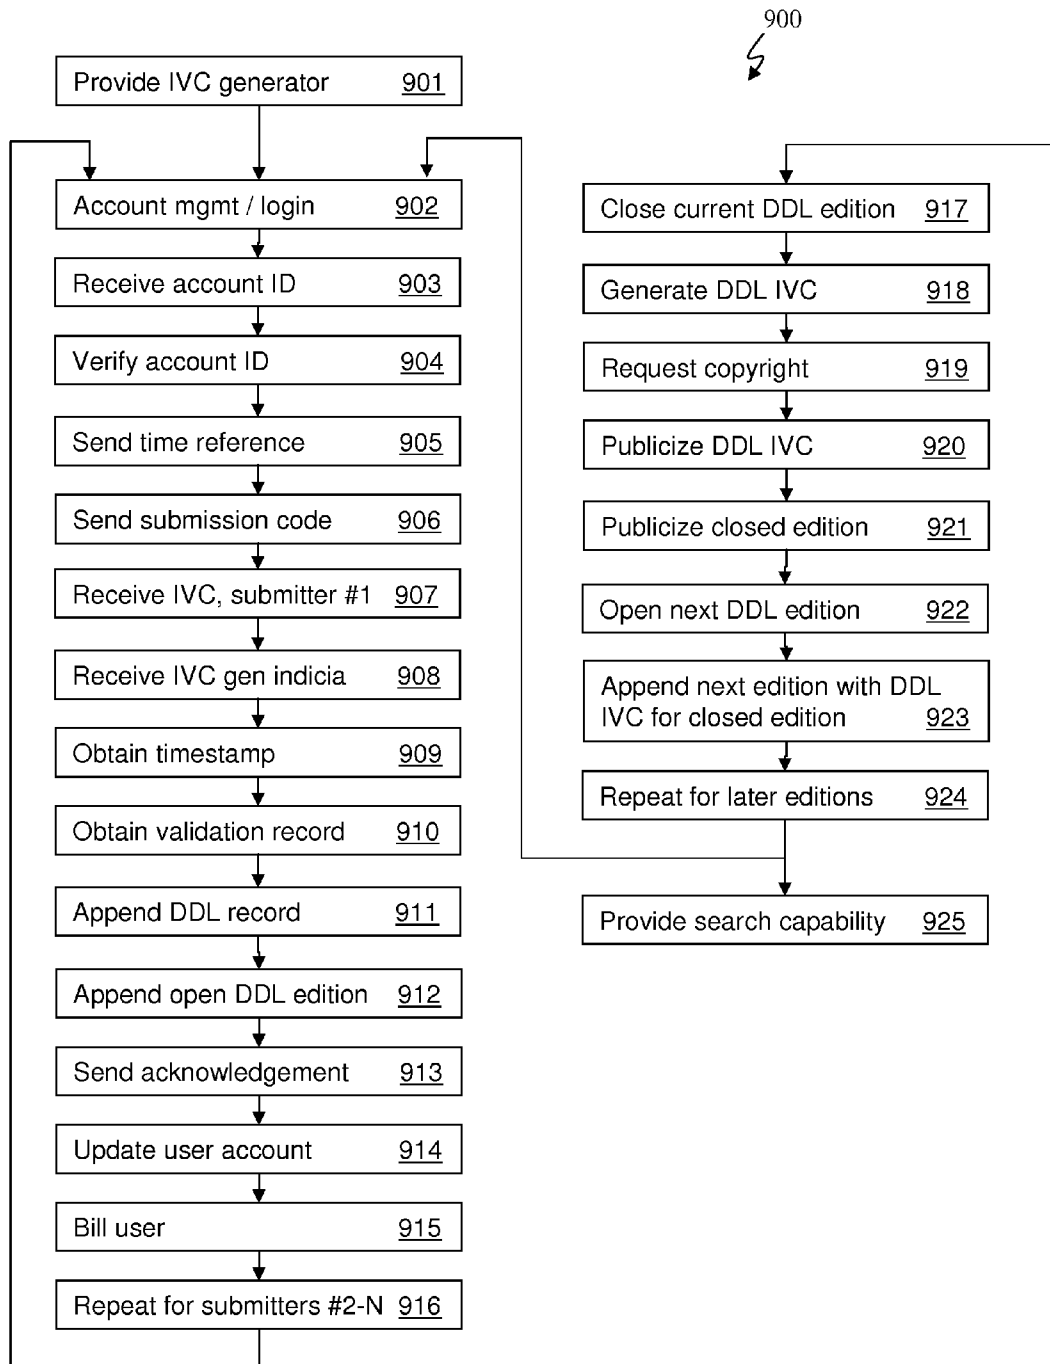 900
Provide IVC generator 901
Account mgmt / login 902
Receive account ID 903
Verify account ID 904
Send time reference 905
Send submission code 906
Receive IVC, submitter #1 907
Receive IVC gen indicia 908
Obtain timestamp 909
Obtain validation record 910
Append DDL record 911
Append open DDL edition 912
Send acknowledgement 913
Update user account 914
Bill user 915
Repeat for submitters #2-N 916
Close current DDL edition 917
Generate DDL IVC 918
Request copyright 919
Publicize DDL IVC 920
Publicize closed edition 921
Open next DDL edition 922
Append next edition with DDL
IVC for closed edition 923
Repeat for later editions 924
Provide search capability 925